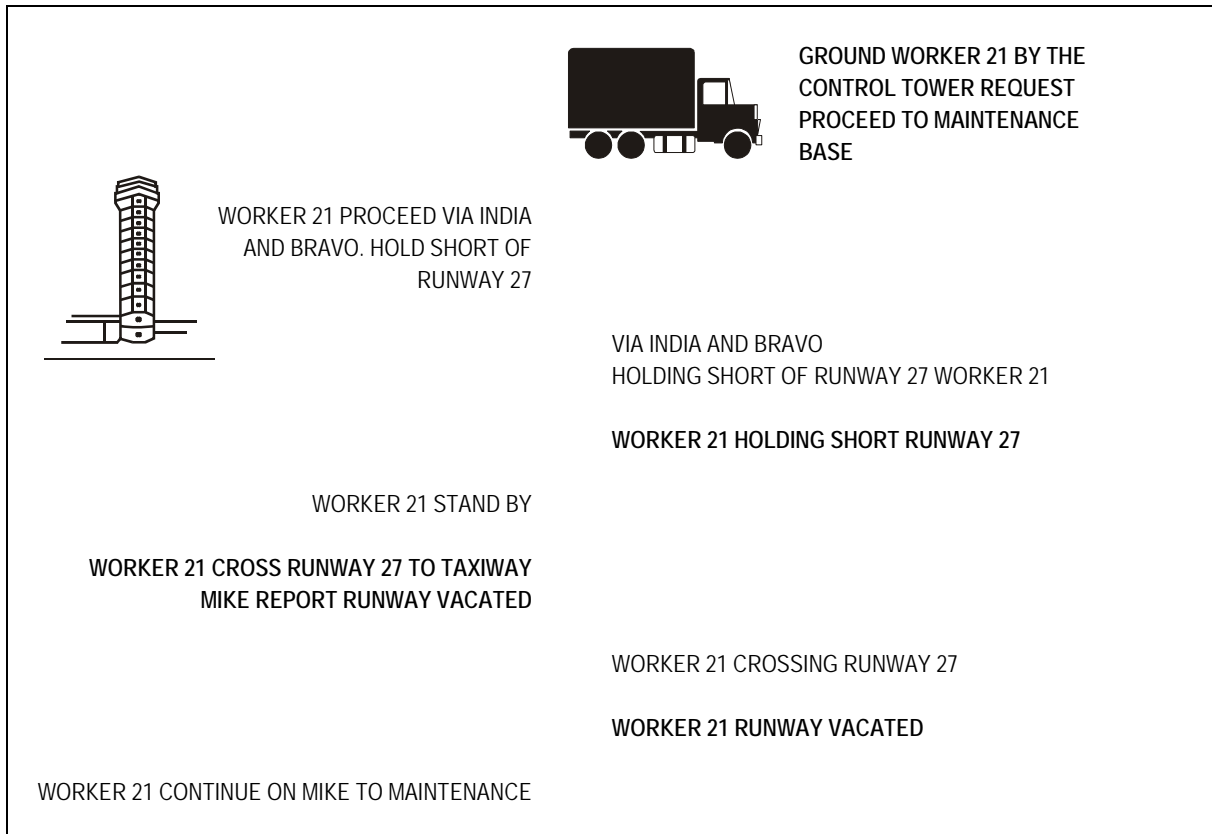 GROUND WORKER 21 BY THE
CONTROL TOWER REQUEST
PROCEED TO MAINTENANCE
BASE
WORKER 21 PROCEED VIA INDIA
AND BRAVO. HOLD SHORT OF
RUNWAY 27
VIA INDIA AND BRAVO
HOLDING SHORT OF RUNWAY 27 WORKER 21
WORKER 21 HOLDING SHORT RUNWAY 27
WORKER 21 STAND BY
WORKER 21 CROSS RUNWAY 27 TO TAXIWAY
MIKE REPORT RUNWAY VACATED
WORKER 21 CROSSING RUNWAY 27
WORKER 21 RUNWAY VACATED
WORKER 21 CONTINUE ON MIKE TO MAINTENANCE